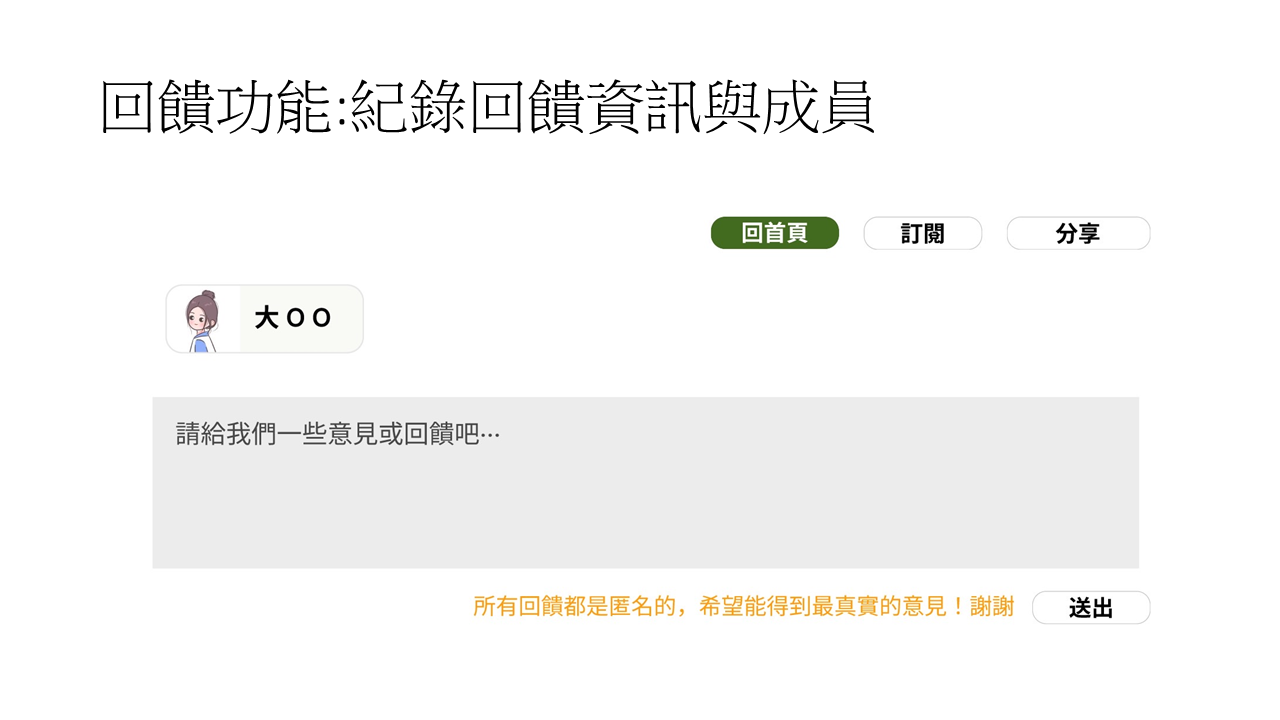 回饋功能:紀錄回饋資訊與成員
回首頁 訂閱 分享
大ＯＯ
請給我們一些意見或回饋吧…
所有回饋都是匿名的，希望能得到最真實的意見！謝謝 送出